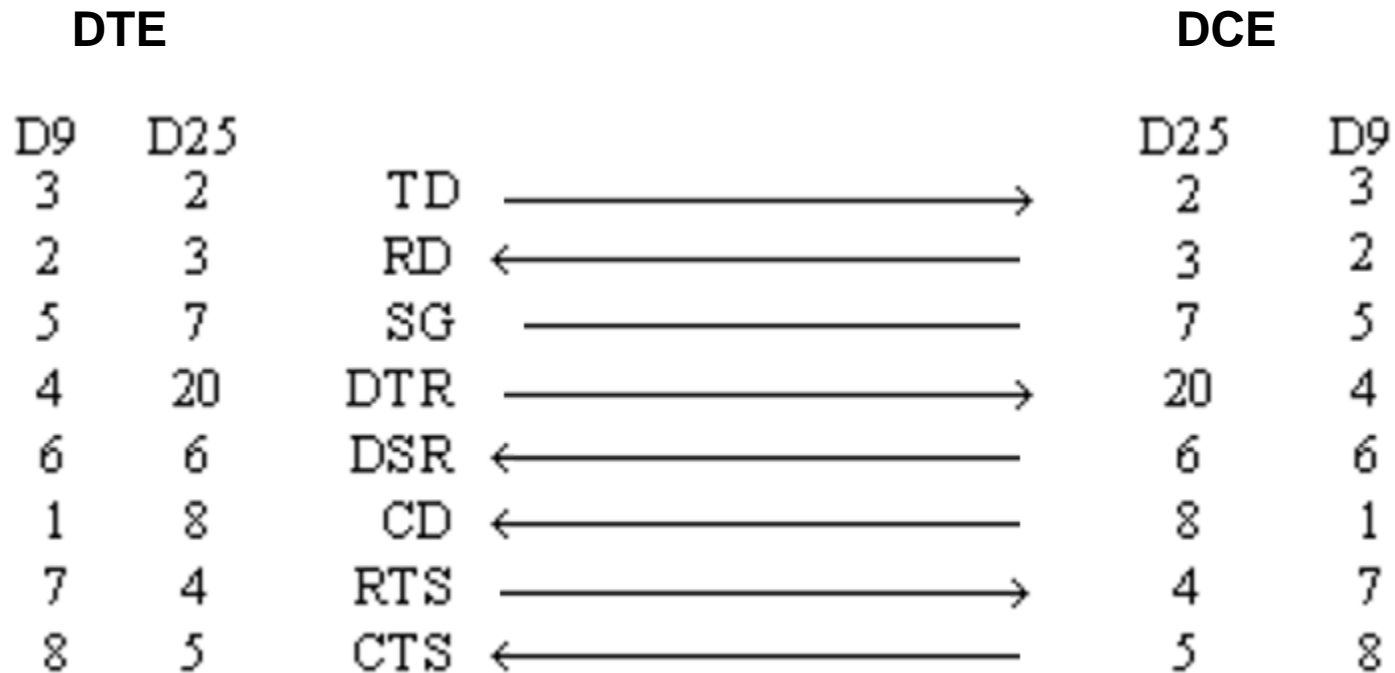 DTE DCE
D9 D25 D25 D9
3 2 TD 2 3
2 3 RD 3 2
5 7 SG 7 5
4 20 DTR 20 4
6 6 DSR 6 6
1 8 CD 8 1
7 4 RTS 4 7
8 5 CTS 5 8